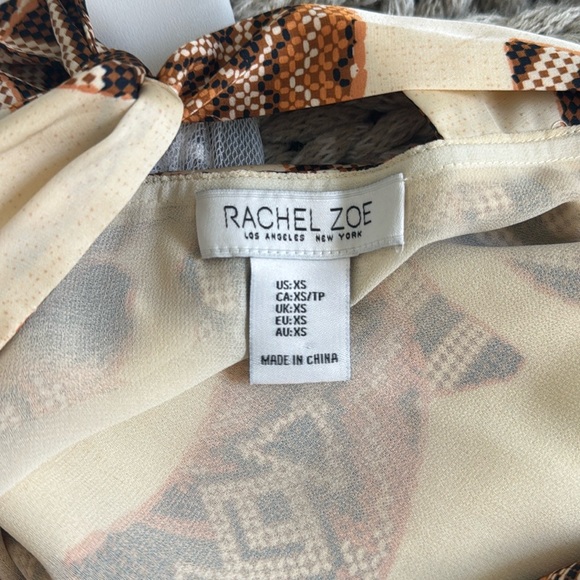 RACHEL ZOE
LOS ANGELES NEW YORK
US:XS
CA:XS/TP
UK:XS
EU:XS
AU:XS
MADE IN CHINA